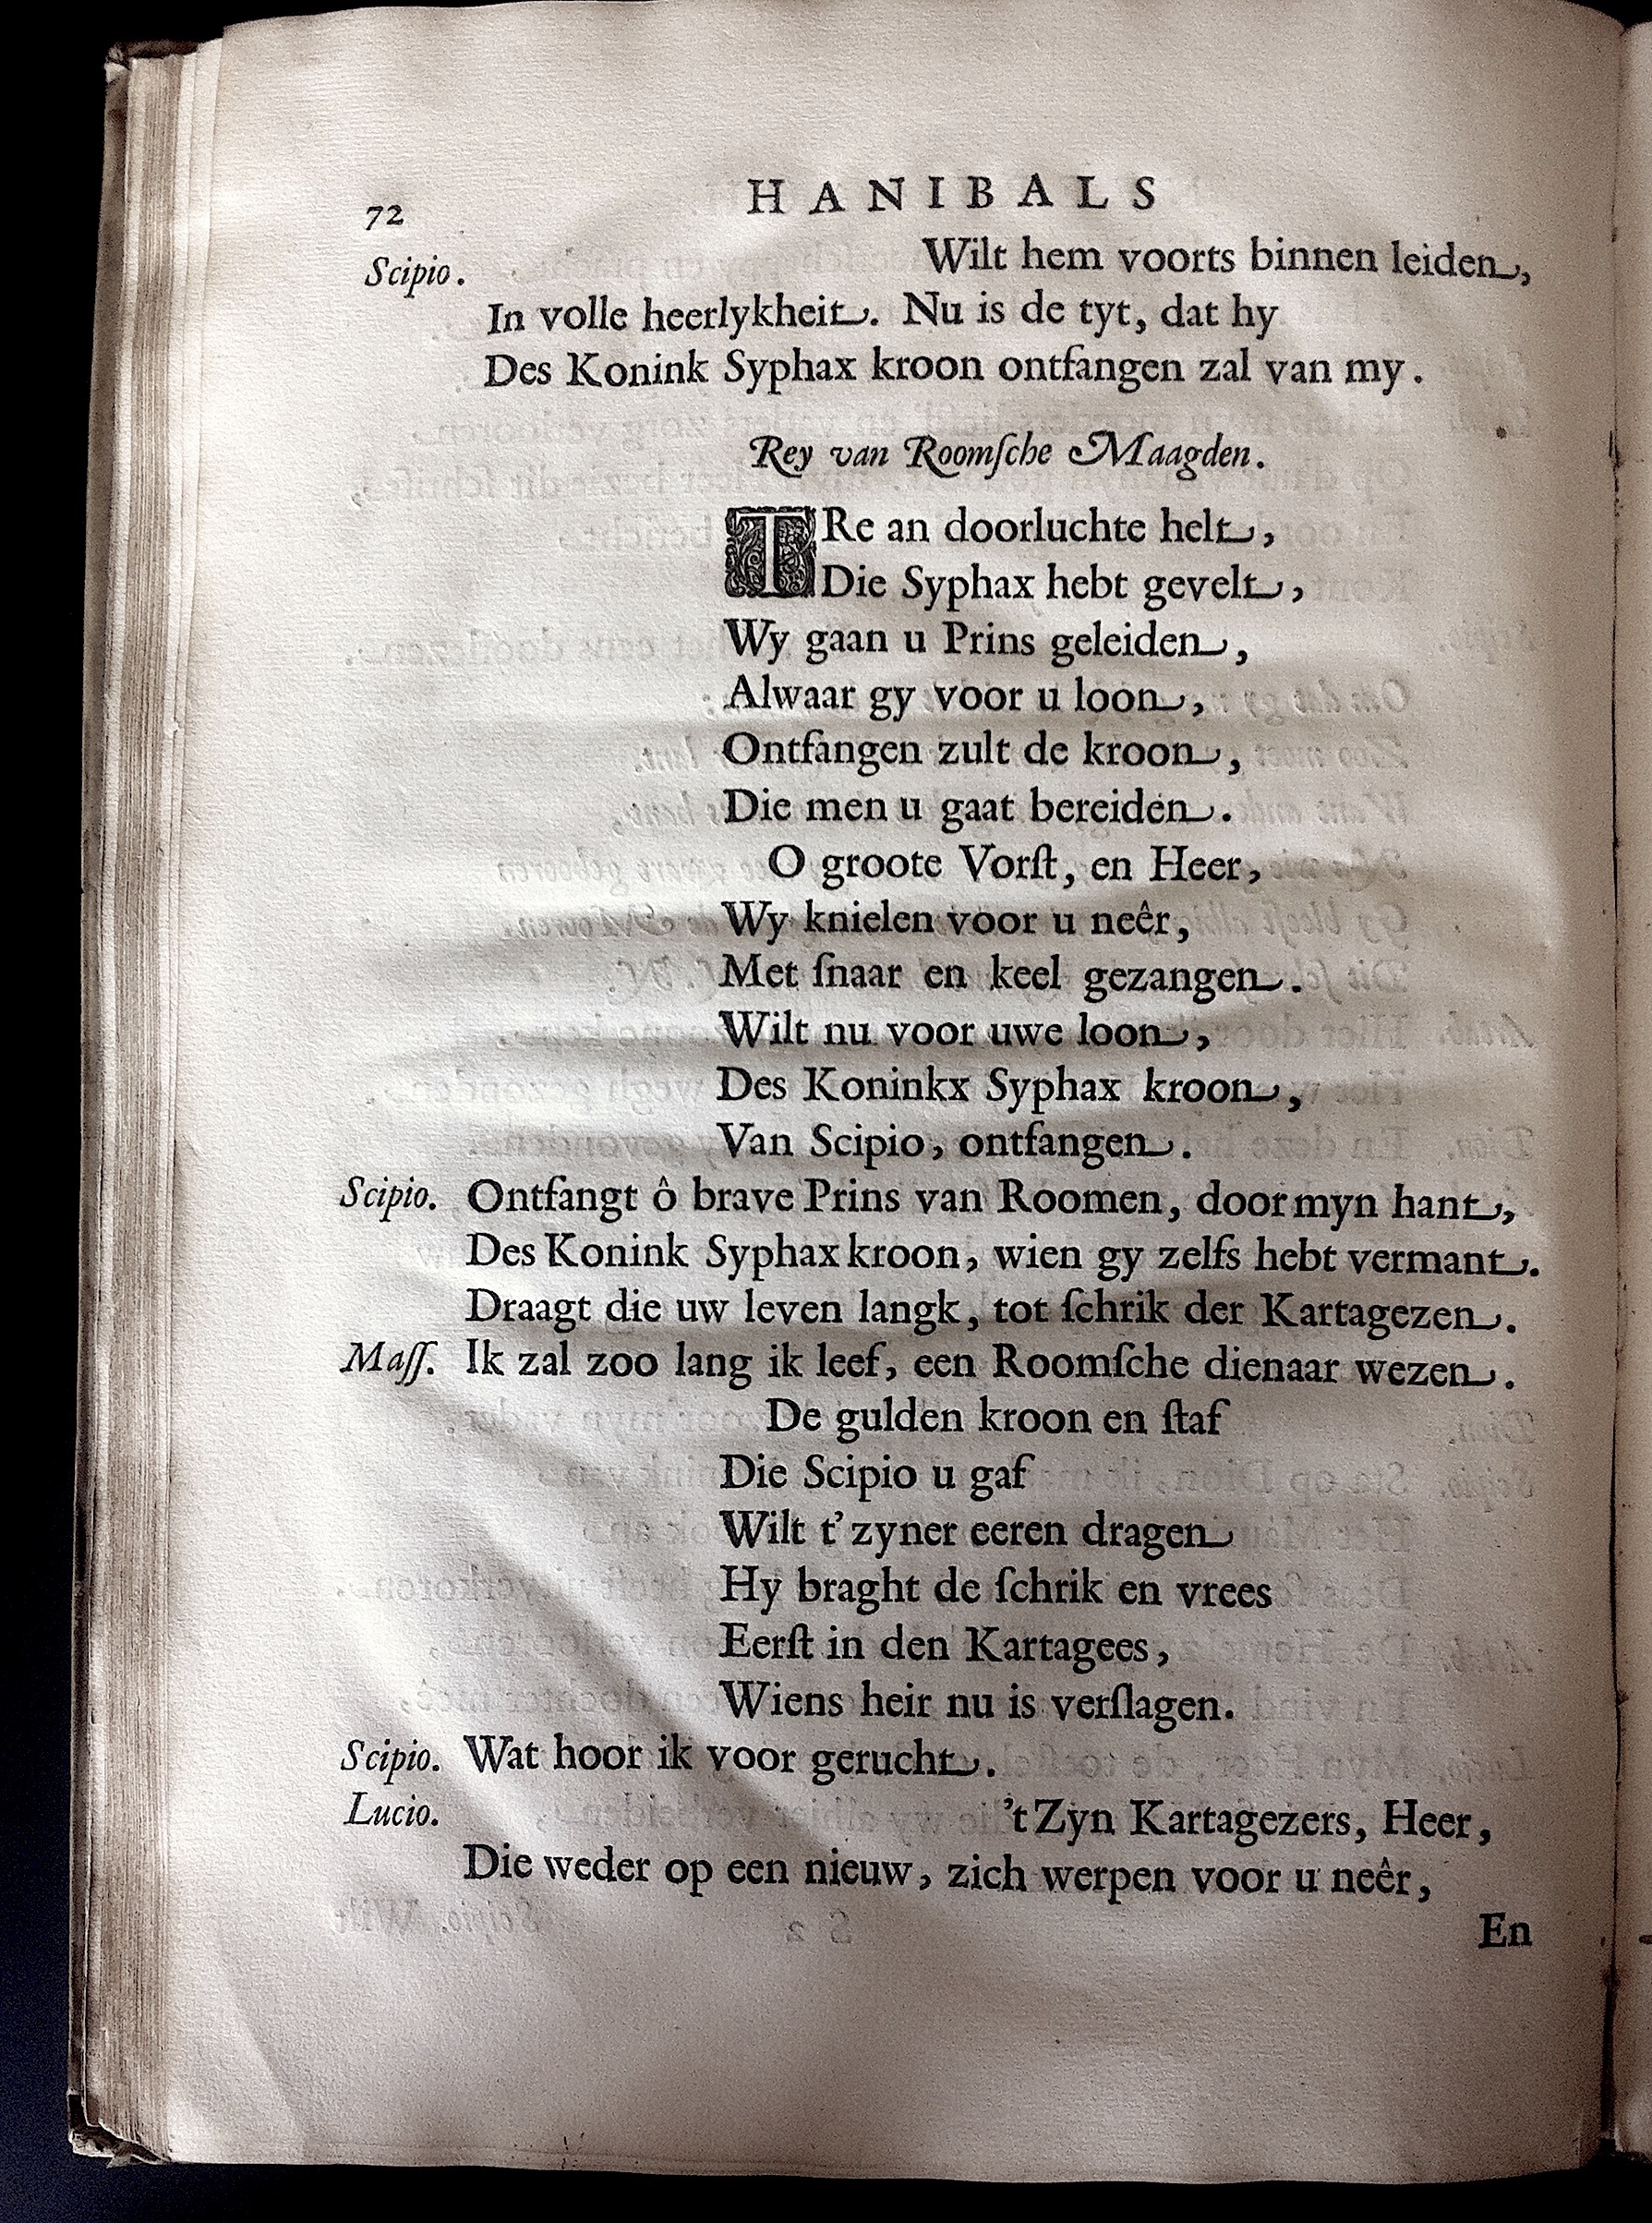 72 HANIBALS
Scipio. Wilt hem voorts binnen leiden,
In volle heerlykheit. Nu is de tyt, dat hy
Des Konink Syphax kroon ontfangen zal van my.
Rey van Roomſche Maagden.
TRe an doorluchte helt,
Die Syphax hebt gevelt,
Wy gaan u Prins geleiden,
Alwaar gy voor u loon,
Ontfangen zult de kroon,
Die men u gaat bereiden.
O groote Vorſt, en Heer,
Wy knielen voor u neêr,
Met ſnaar en keel gezangen.
Wilt nu voor uwe loon,
Des Koninkx Syphax kroon,
Van Scipio, ontfangen.
Scipio. Ontfangt ô brave Prins van Roomen, door myn hant,
Des Konink Syphax kroon, wien gy zelfs hebt vermant.
Draagt die uw leven langk, tot ſchrik der Kartagezen.
Maſſ. Ik zal zoo lang ik leef, een Roomſche dienaar wezen.
De gulden kroon en ſtaf
Die Scipio u gaf
Wilt t' zyner eeren dragen
Hy braght de ſchrik en vrees
Eerſt in den Kartagees,
Wiens heir nu is verſlagen.
Scipio. Wat hoor ik voor gerucht.
Lucio. 't Zyn Kartagezers, Heer,
Die weder op een nieuw, zich werpen voor u neêr,
En